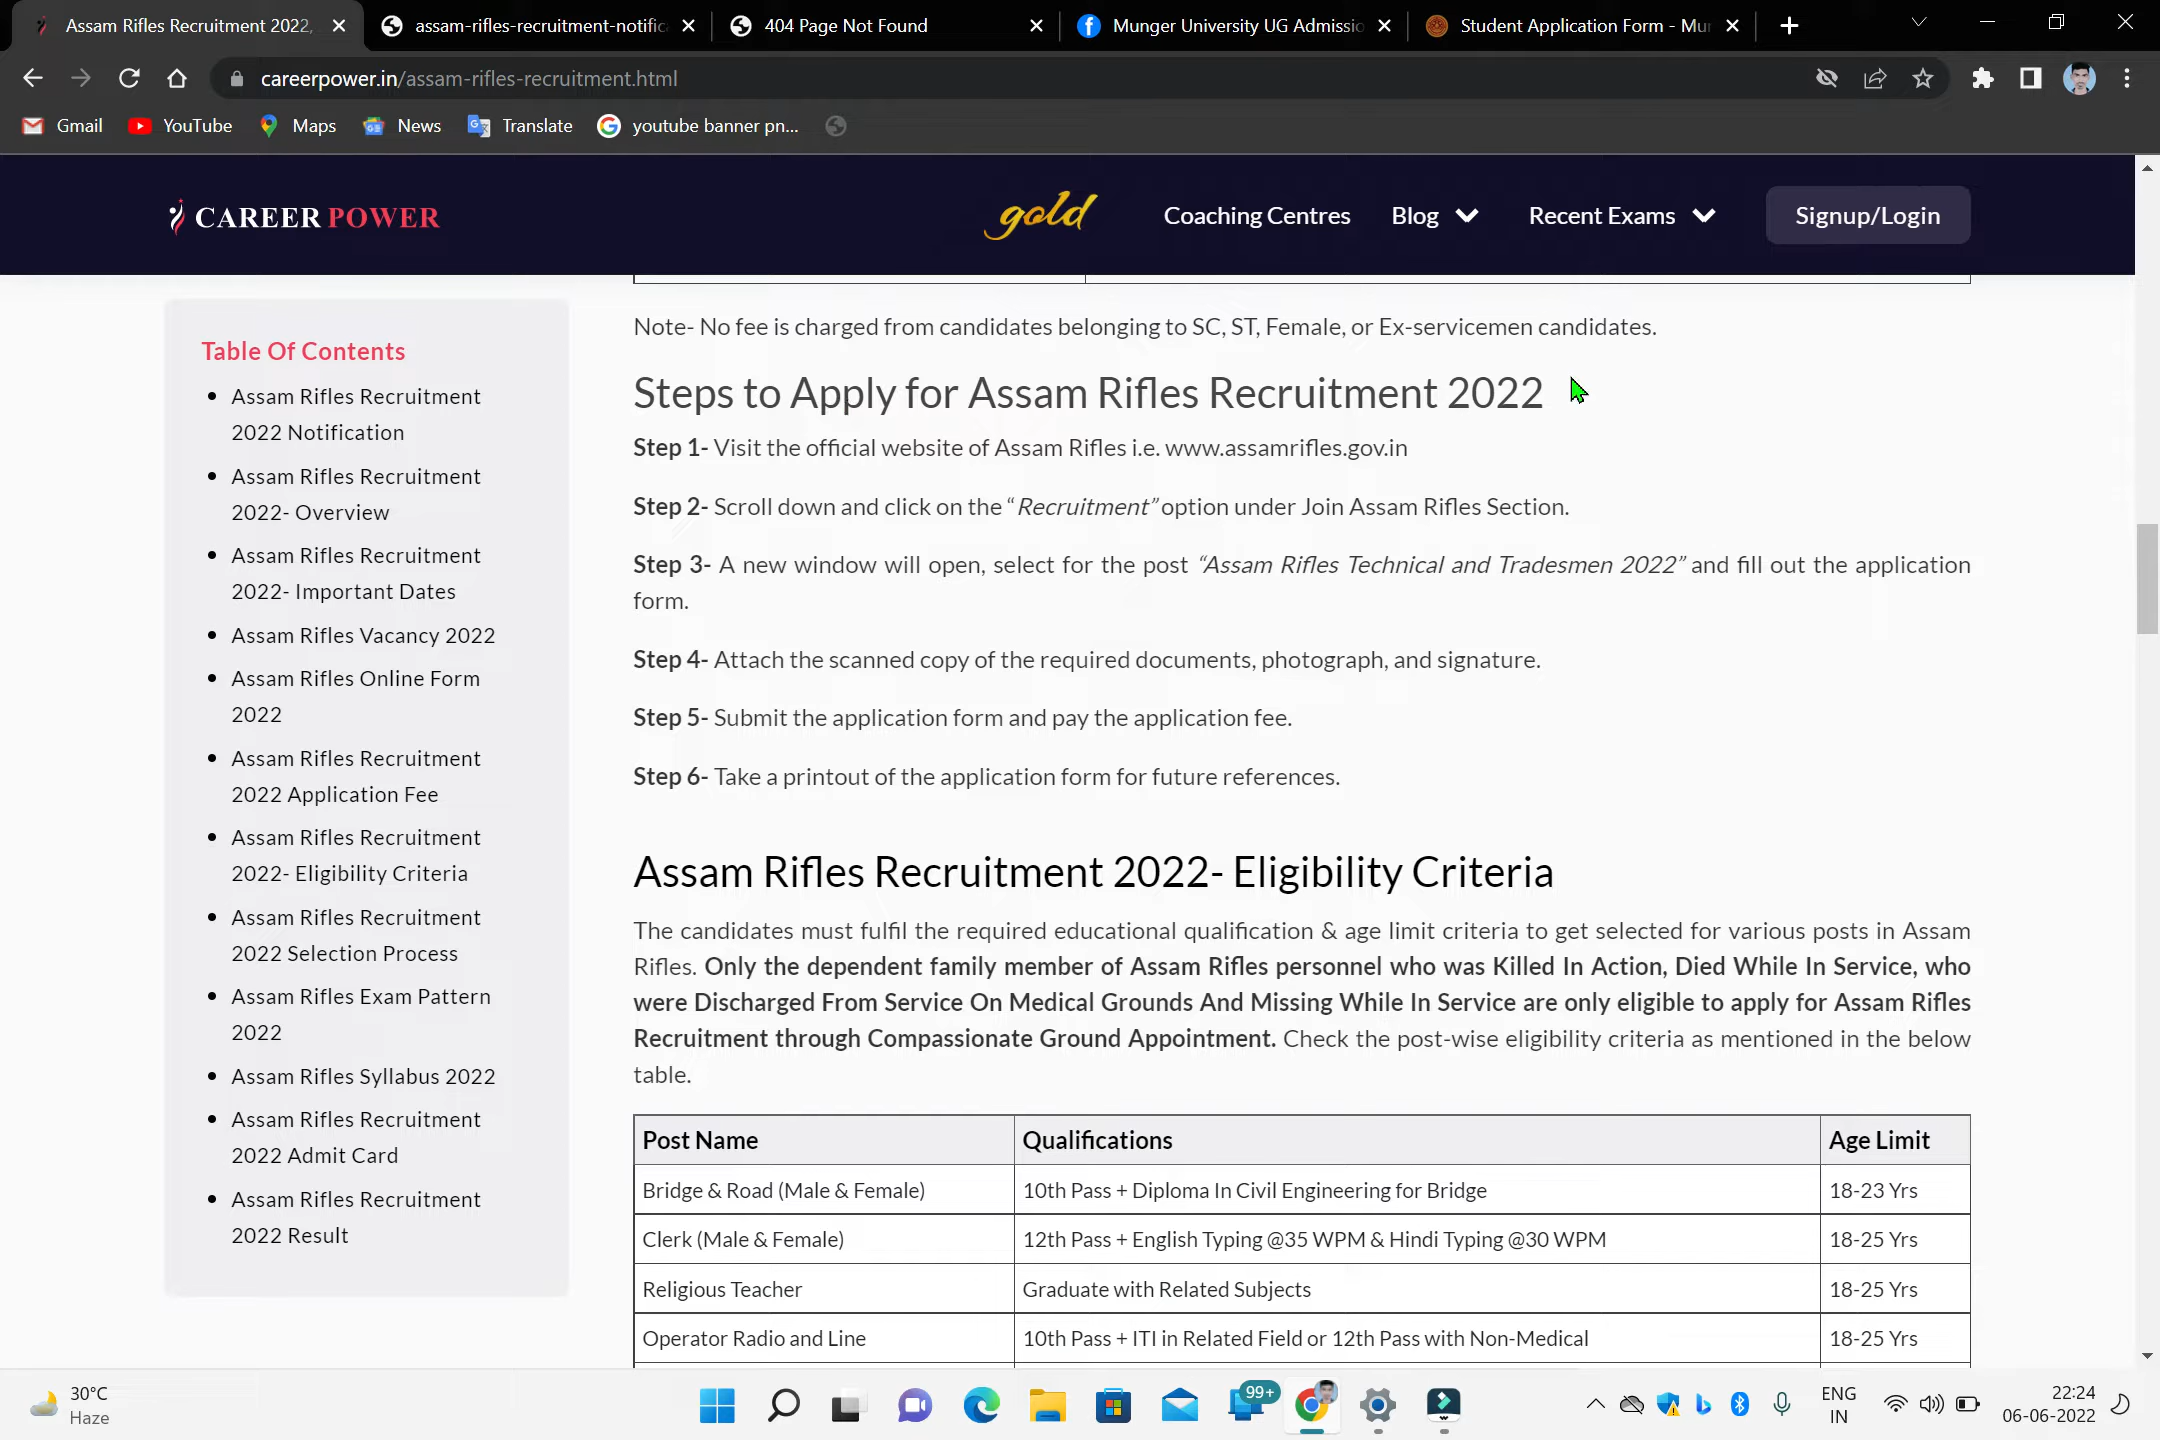 Assam Rifles Recruitment 2022,
assam-rifles-recruitment-notific
404 Page Not Found
Munger University UG Admissio
Student Application Form - Mu
careerpower.in/assam-rifles-recruitment.html
Gmail
YouTube
Maps
News
Translate
youtube banner pn...
CAREER POWER
gold
Coaching Centres
Blog
Recent Exams
Signup/Login
Table Of Contents
Assam Rifles Recruitment
2022 Notification
Assam Rifles Recruitment
2022- Overview
Assam Rifles Recruitment
2022- Important Dates
Assam Rifles Vacancy 2022
Assam Rifles Online Form
2022
Assam Rifles Recruitment
2022 Application Fee
Assam Rifles Recruitment
2022- Eligibility Criteria
Assam Rifles Recruitment
2022 Selection Process
Assam Rifles Exam Pattern
2022
Assam Rifles Syllabus 2022
Assam Rifles Recruitment
2022 Admit Card
Assam Rifles Recruitment
2022 Result
Note- No fee is charged from candidates belonging to SC, ST, Female, or Ex-servicemen candidates.
Steps to Apply for Assam Rifles Recruitment 2022
Step 1- Visit the official website of Assam Rifles i.e. www.assamrifles.gov.in
Step 2- Scroll down and click on the “Recruitment” option under Join Assam Rifles Section.
Step 3- A new window will open, select for the post “Assam Rifles Technical and Tradesmen 2022” and fill out the application
form.
Step 4- Attach the scanned copy of the required documents, photograph, and signature.
Step 5- Submit the application form and pay the application fee.
Step 6- Take a printout of the application form for future references.
Assam Rifles Recruitment 2022- Eligibility Criteria
The candidates must fulfil the required educational qualification & age limit criteria to get selected for various posts in Assam
Rifles. Only the dependent family member of Assam Rifles personnel who was Killed In Action, Died While In Service, who
were Discharged From Service On Medical Grounds And Missing While In Service are only eligible to apply for Assam Rifles
Recruitment through Compassionate Ground Appointment. Check the post-wise eligibility criteria as mentioned in the below
table.
Post Name Qualifications Age Limit
Bridge & Road (Male & Female) 10th Pass + Diploma In Civil Engineering for Bridge 18-23 Yrs
Clerk (Male & Female) 12th Pass + English Typing @35 WPM & Hindi Typing @30 WPM 18-25 Yrs
Religious Teacher Graduate with Related Subjects 18-25 Yrs
Operator Radio and Line 10th Pass + ITI in Related Field or 12th Pass with Non-Medical 18-25 Yrs
30°C
Haze
99+
ENG
IN
22:24
06-06-2022